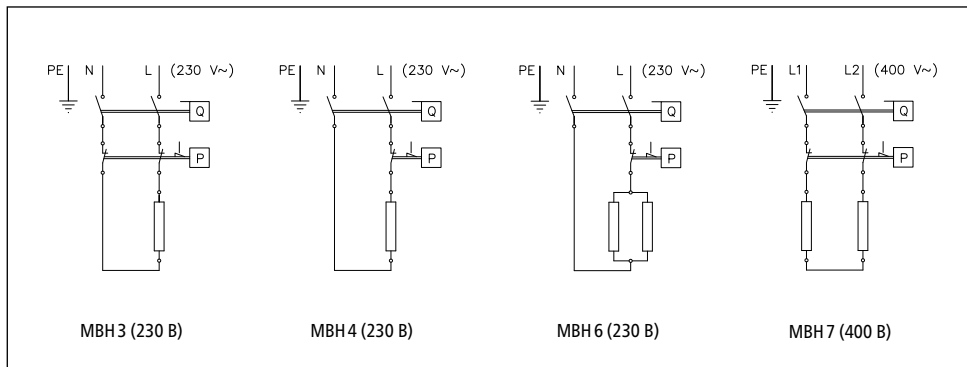 PE N L (230 V~)
Q
P
MBH 3 (230 В)
PE N L (230 V~)
Q
P
MBH 4 (230 В)
PE N L (230 V~)
Q
P
MBH 6 (230 В)
PE L1 L2 (400 V~)
Q
P
MBH 7 (400 В)